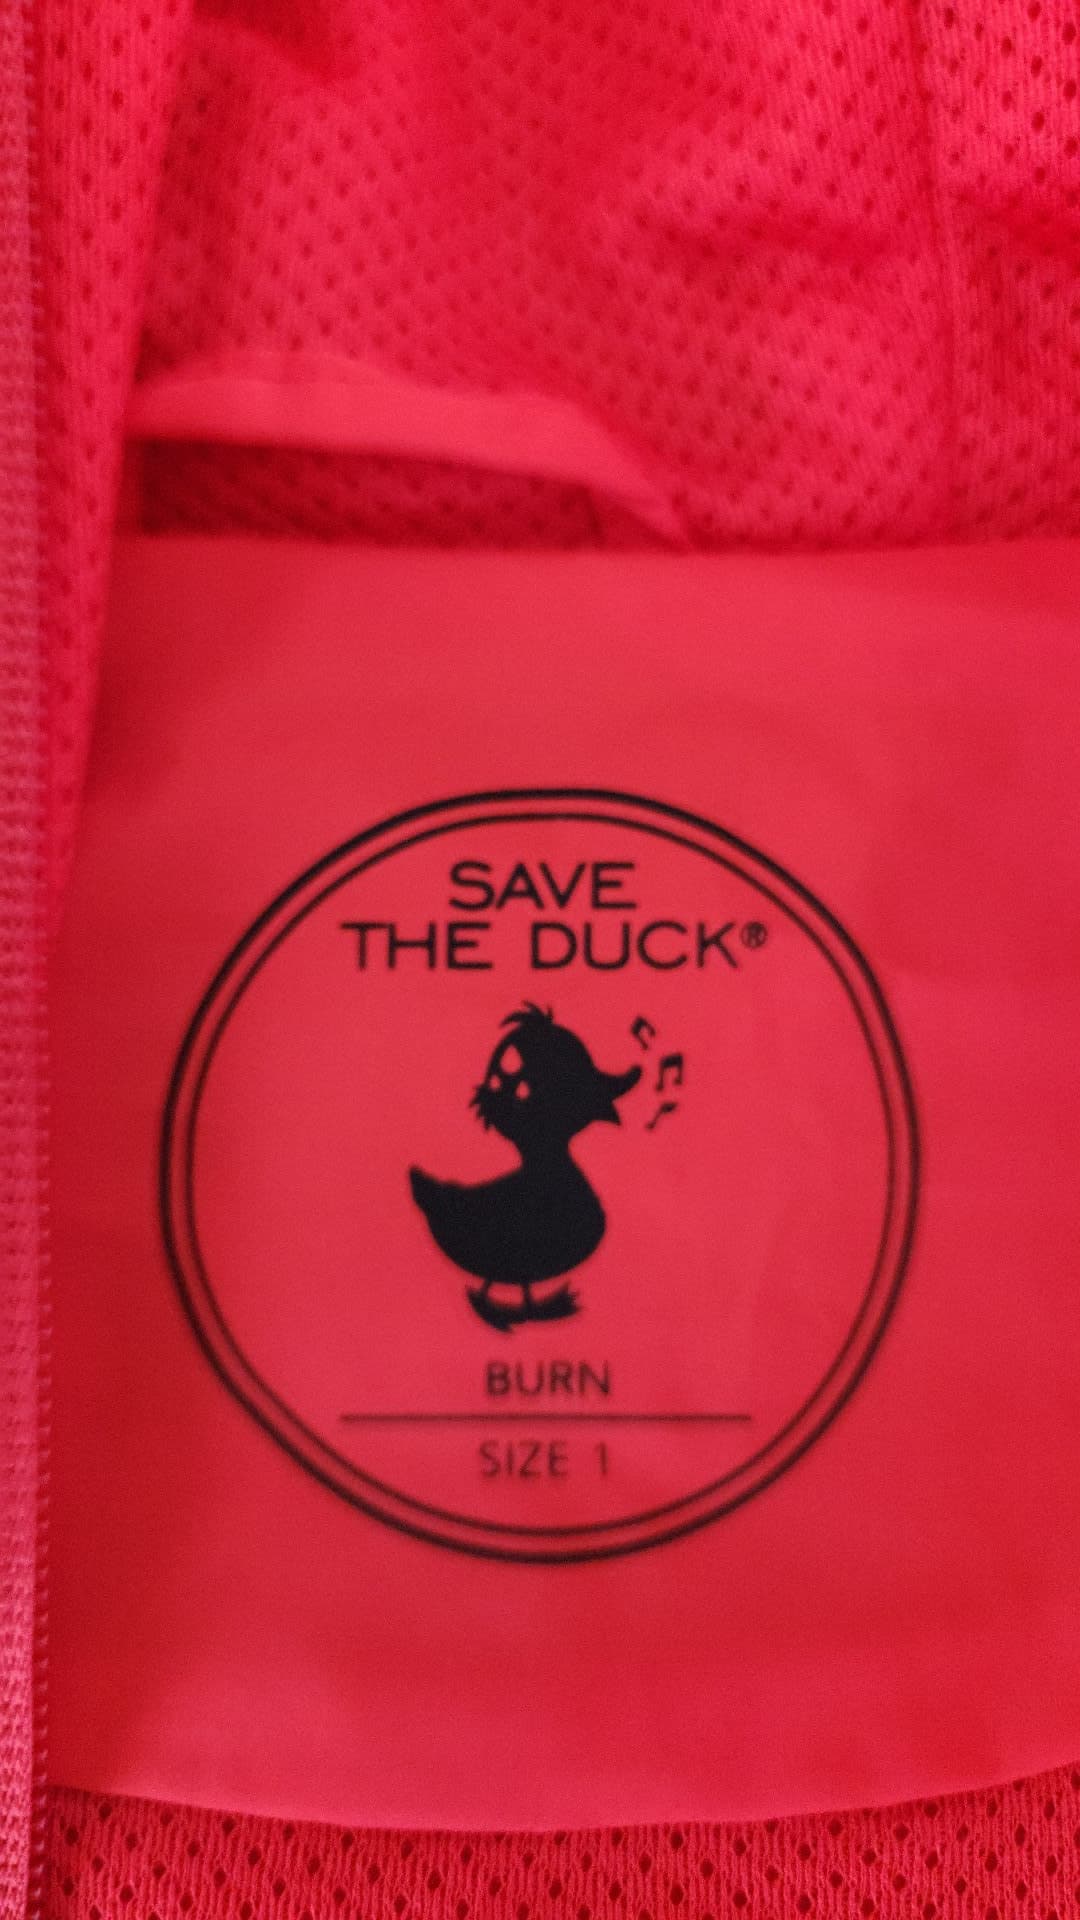 SAVE
THE DUCK®
BURN
SIZE 1